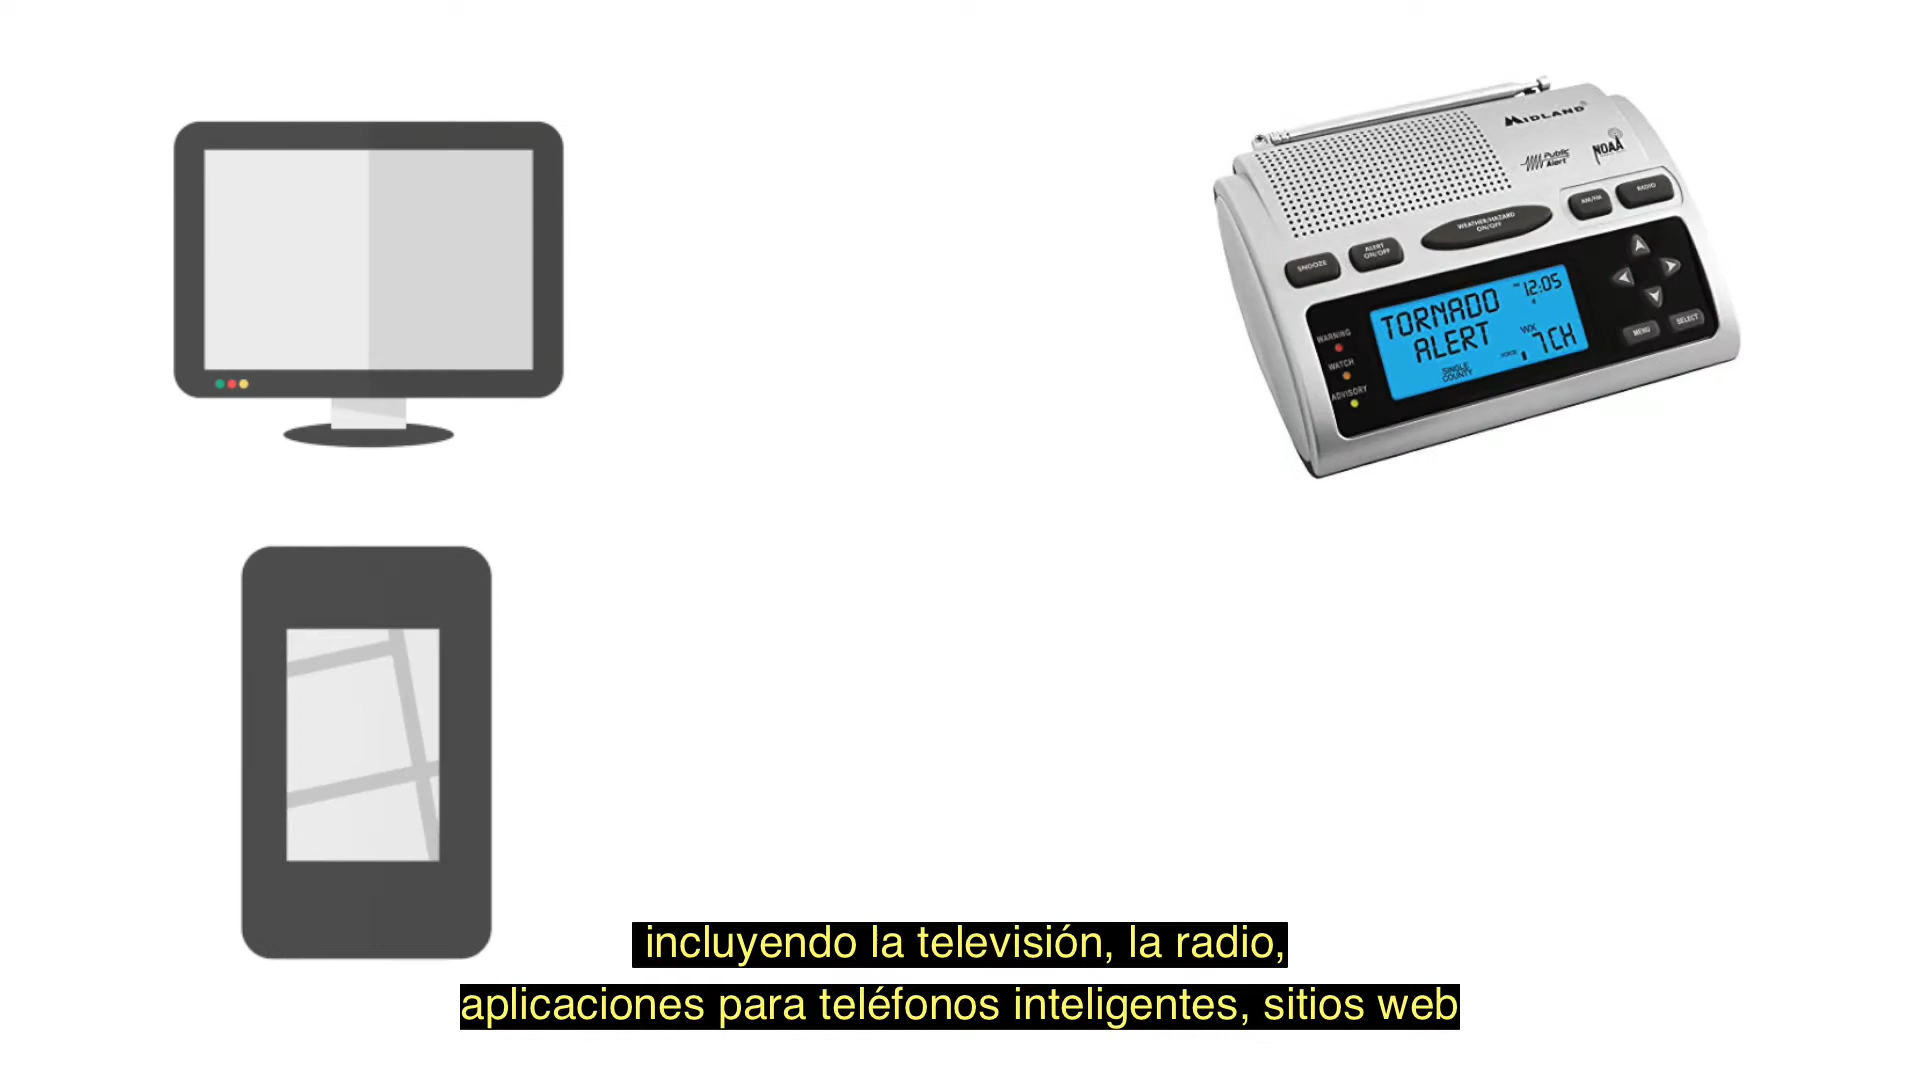 MIDLAND
Public
Alert
NOAA
AM/FM
RADIO
WEATHER/HAZARD
ON/OFF
ALERT
ON/OFF
SNOOZE
TORNADO
ALERT
12:05
WX
7CH
VOICE
SINGLE
COUNTY
WARNING
WATCH
ADVISORY
MENU
SELECT
incluyendo la televisión, la radio,
aplicaciones para teléfonos inteligentes, sitios web